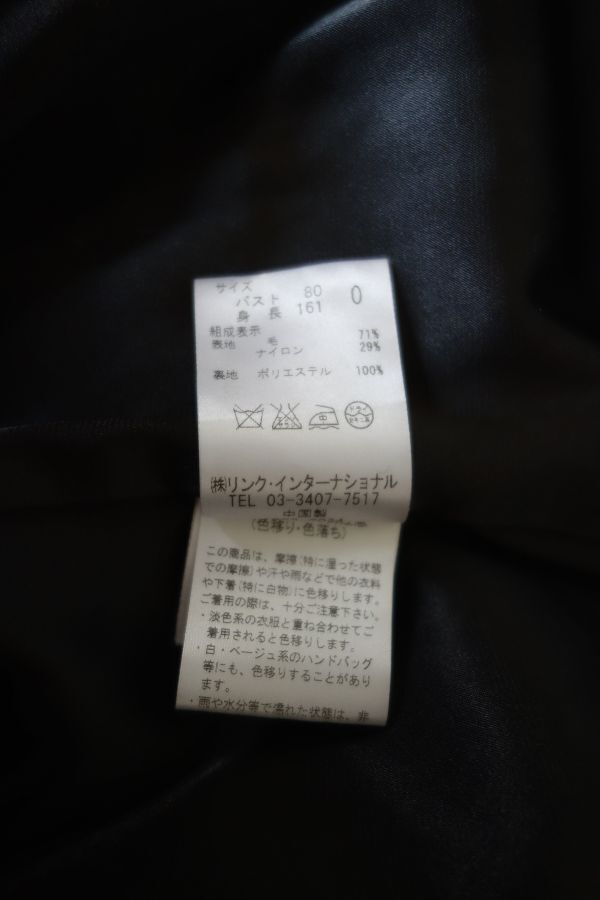 サイズ
バスト 80 0
身長 161
組成表示
表地 毛 71%
ナイロン 29%
裏地 ポリエステル 100%
ドライ
セキユ系
㈱リンク・インターナショナル
TEL 03-3407-7517
中国製
(色移り・色落ち)
この商品は、摩擦(特に湿った状態
での摩擦)や汗や雨などで他の衣料
や下着(特に白物)に色移りします。
ご着用の際は、十分ご注意下さい。
・淡色系の衣服と重ね合わせてご
着用されると色移りします。
・白・ベージュ系のハンドバッグ
等にも、色移りすることがあり
ます。
・雨や水分等で濡れた状態は、非